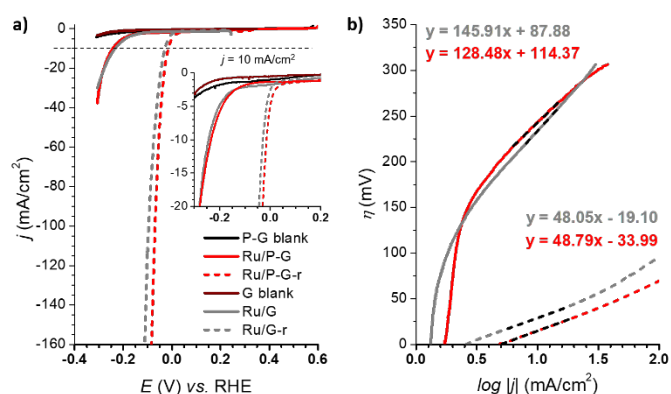 a)
0
-20
-40
-60
-80
-100
-120
-140
-160
j (mA/cm²)
-0.4
-0.2
0.0
0.2
0.4
0.6
E (V) vs. RHE
j = 10 mA/cm²
0
-5
-10
-15
-20
-0.2
0.0
0.2
P-G blank
Ru/P-G
Ru/P-G-r
G blank
Ru/G
Ru/G-r
b)
y = 145.91x + 87.88
y = 128.48x + 114.37
y = 48.05x - 19.10
y = 48.79x - 33.99
350
300
250
200
150
100
50
0
η (mV)
0.0
0.5
1.0
1.5
2.0
log |j| (mA/cm²)